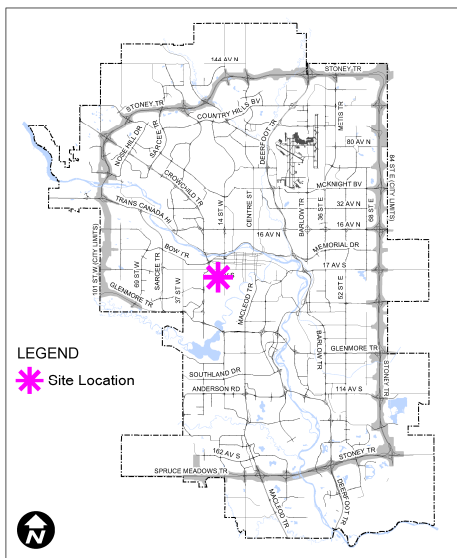 144 AV N
STONEY TR
STONEY TR
COUNTRY HILLS BV
NOSE HILL DR
SARCEE TR
DEERFOOT TR
METIS TR
80 AV N
CROWCHILD TR
MCKNIGHT BV
84 ST E (CITY LIMITS)
TRANS CANADA HI
14 ST W
CENTRE ST
BARLOW TR
36 ST E
32 AV N
68 ST E
16 AV N
16 AV N
BOW TR
MEMORIAL DR
17 AV S
101 ST W (CITY LIMITS)
69 ST W
SARCEE TR
37 ST W
GLENMORE TR
MACLEOD TR
52 ST E
BARLOW TR
GLENMORE TR
STONEY TR
LEGEND
Site Location
SOUTHLAND DR
ANDERSON RD
114 AV S
162 AV S
STONEY TR
SPRUCE MEADOWS TR
MACLEOD TR
DEERFOOT TR
N